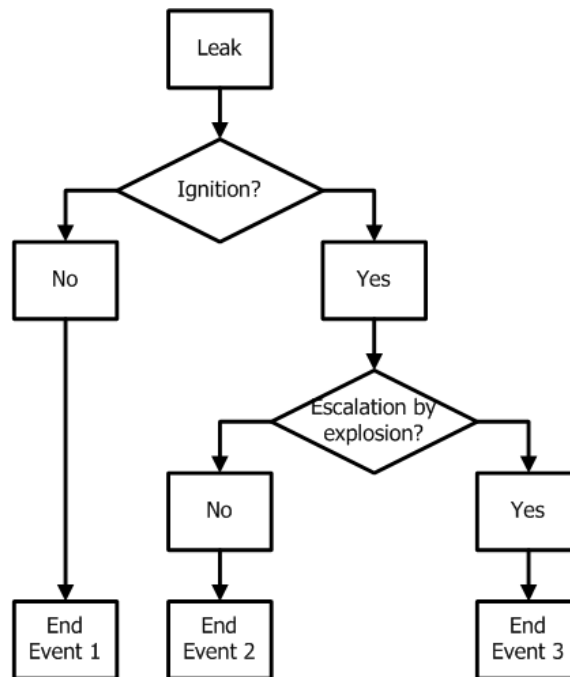 Leak
Ignition?
No
Yes
Escalation by
explosion?
No
Yes
End
Event 1
End
Event 2
End
Event 3